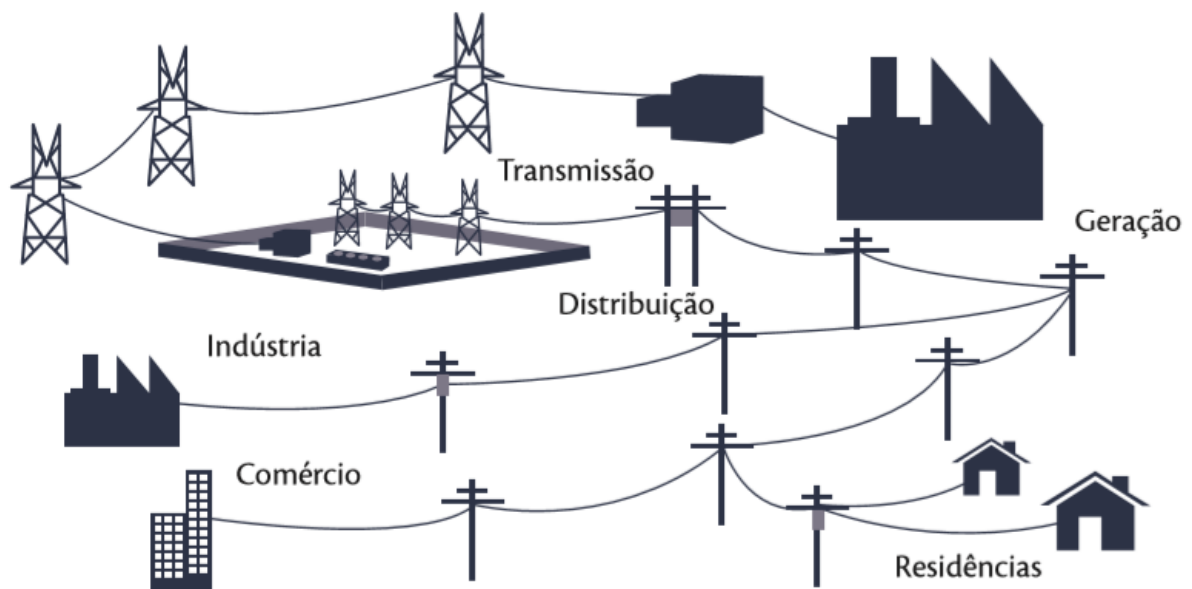 Transmissão
Geração
Distribuição
Indústria
Comércio
Residências